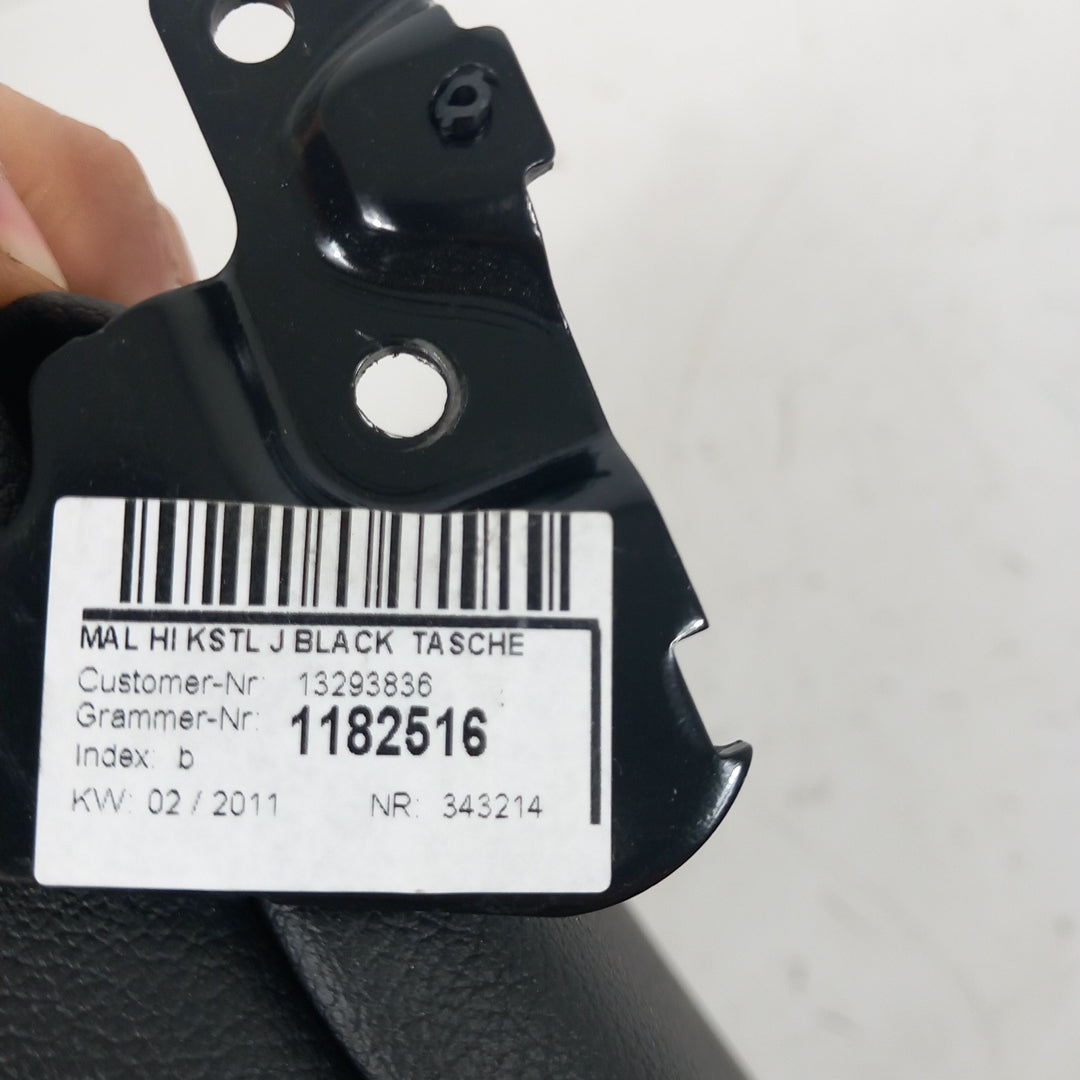 MAL HI KSTL J BLACK TASCHE
Customer-Nr: 13293836
Grammer-Nr: 1182516
Index: b
KW: 02 / 2011 NR: 343214